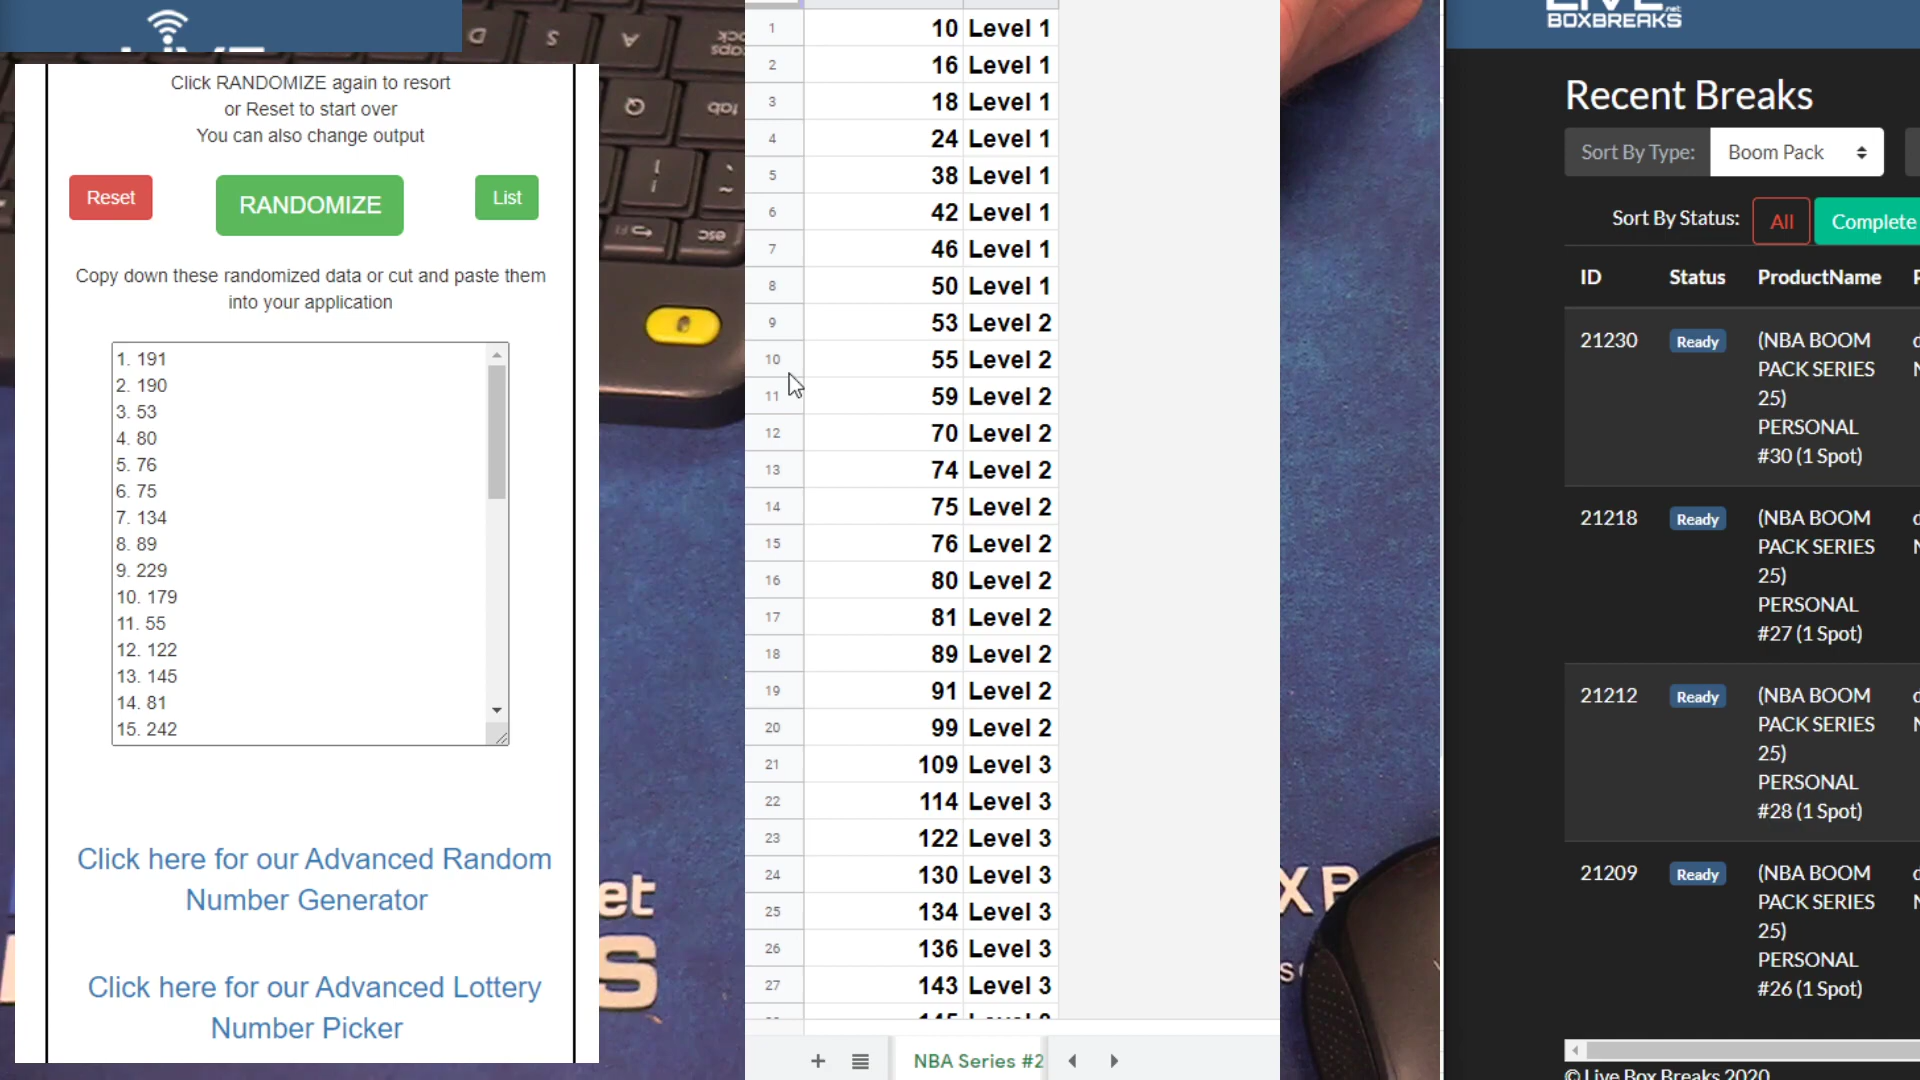 Click RANDOMIZE again to resort
or Reset to start over
You can also change output
Reset
RANDOMIZE
List
Copy down these randomized data or cut and paste them
into your application
1. 191
2. 190
3. 53
4. 80
5. 76
6. 75
7. 134
8. 89
9. 229
10. 179
11. 55
12. 122
13. 145
14. 81
15. 242
Click here for our Advanced Random
Number Generator
Click here for our Advanced Lottery
Number Picker
D
S
A
caps
tab
esc
et
S
XP
1 10 Level 1
2 16 Level 1
3 18 Level 1
4 24 Level 1
5 38 Level 1
6 42 Level 1
7 46 Level 1
8 50 Level 1
9 53 Level 2
10 55 Level 2
11 59 Level 2
12 70 Level 2
13 74 Level 2
14 75 Level 2
15 76 Level 2
16 80 Level 2
17 81 Level 2
18 89 Level 2
19 91 Level 2
20 99 Level 2
21 109 Level 3
22 114 Level 3
23 122 Level 3
24 130 Level 3
25 134 Level 3
26 136 Level 3
27 143 Level 3
NBA Series #2
LIVE.net
BOXBREAKS
Recent Breaks
Sort By Type: Boom Pack
Sort By Status: All Complete
ID Status ProductName
21230 Ready (NBA BOOM
PACK SERIES
25)
PERSONAL
#30 (1 Spot)
21218 Ready (NBA BOOM
PACK SERIES
25)
PERSONAL
#27 (1 Spot)
21212 Ready (NBA BOOM
PACK SERIES
25)
PERSONAL
#28 (1 Spot)
21209 Ready (NBA BOOM
PACK SERIES
25)
PERSONAL
#26 (1 Spot)
© Live Box Breaks 2020